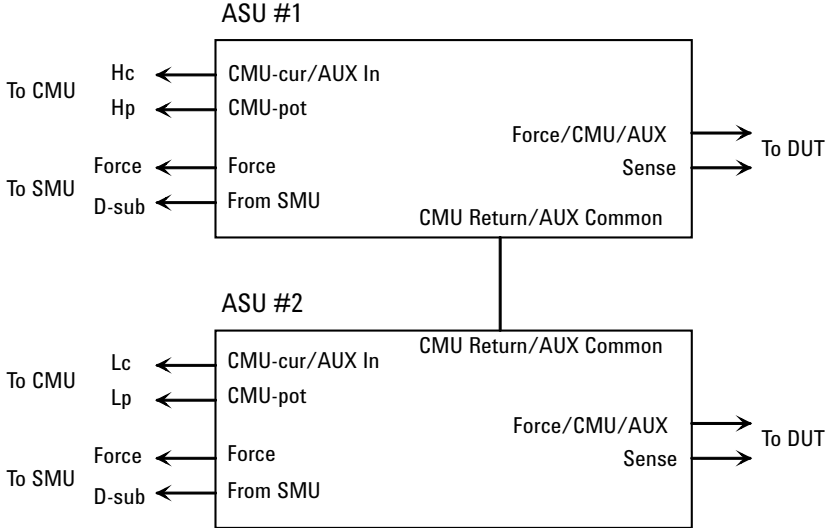 ASU #1
To CMU
Hc
CMU-cur/AUX In
Hp
CMU-pot
Force/CMU/AUX
To DUT
To SMU
Force
Force
Sense
D-sub
From SMU
CMU Return/AUX Common
ASU #2
CMU Return/AUX Common
To CMU
Lc
CMU-cur/AUX In
Lp
CMU-pot
Force/CMU/AUX
To DUT
To SMU
Force
Force
Sense
D-sub
From SMU